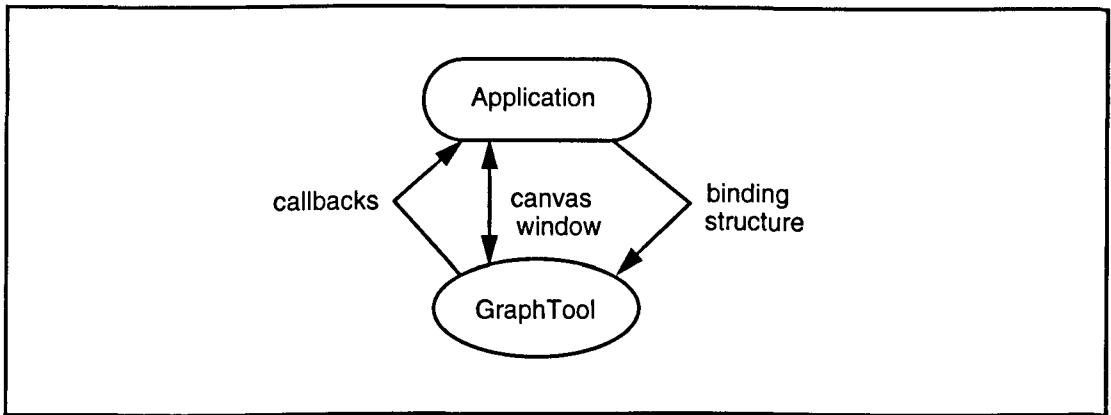 Application
callbacks
canvas
window
binding
structure
GraphTool